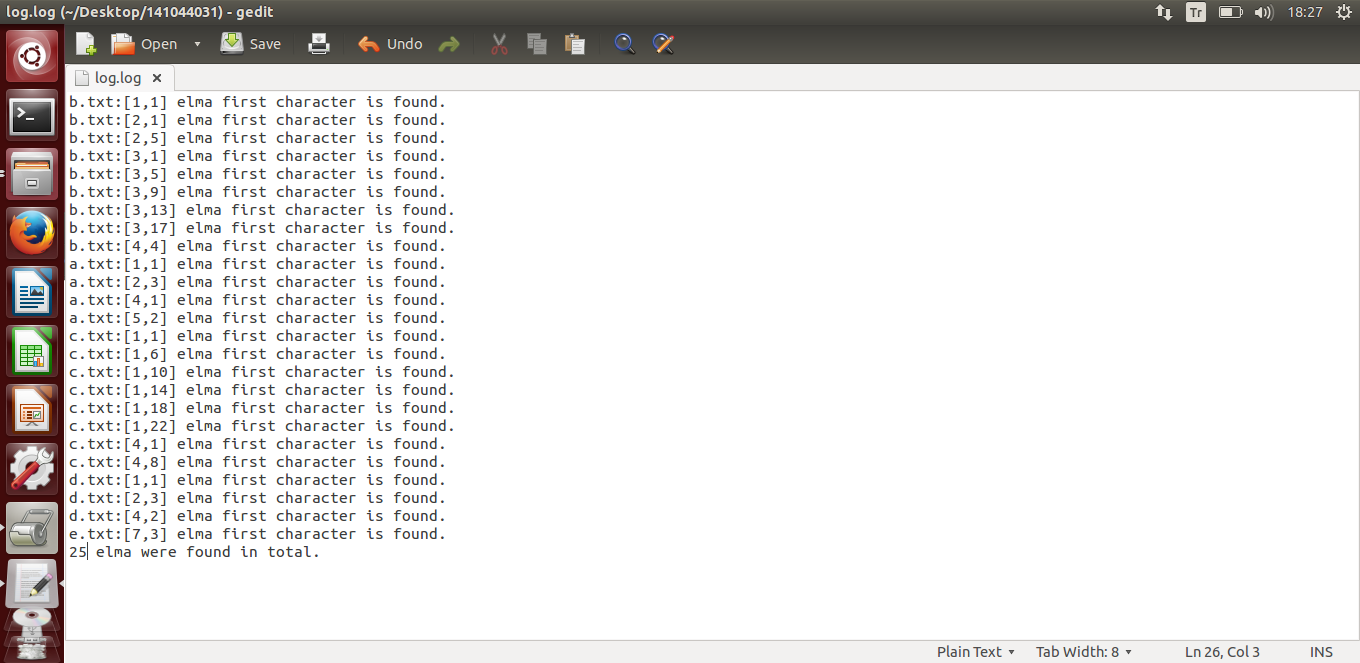 log.log (~/Desktop/141044031) - gedit
Tr
18:27
Open
Save
Undo
log.log
b.txt:[1,1] elma first character is found.
b.txt:[2,1] elma first character is found.
b.txt:[2,5] elma first character is found.
b.txt:[3,1] elma first character is found.
b.txt:[3,5] elma first character is found.
b.txt:[3,9] elma first character is found.
b.txt:[3,13] elma first character is found.
b.txt:[3,17] elma first character is found.
b.txt:[4,4] elma first character is found.
a.txt:[1,1] elma first character is found.
a.txt:[2,3] elma first character is found.
a.txt:[4,1] elma first character is found.
a.txt:[5,2] elma first character is found.
c.txt:[1,1] elma first character is found.
c.txt:[1,6] elma first character is found.
c.txt:[1,10] elma first character is found.
c.txt:[1,14] elma first character is found.
c.txt:[1,18] elma first character is found.
c.txt:[1,22] elma first character is found.
c.txt:[4,1] elma first character is found.
c.txt:[4,8] elma first character is found.
d.txt:[1,1] elma first character is found.
d.txt:[2,3] elma first character is found.
d.txt:[4,2] elma first character is found.
e.txt:[7,3] elma first character is found.
25 elma were found in total.
Plain Text
Tab Width: 8
Ln 26, Col 3
INS